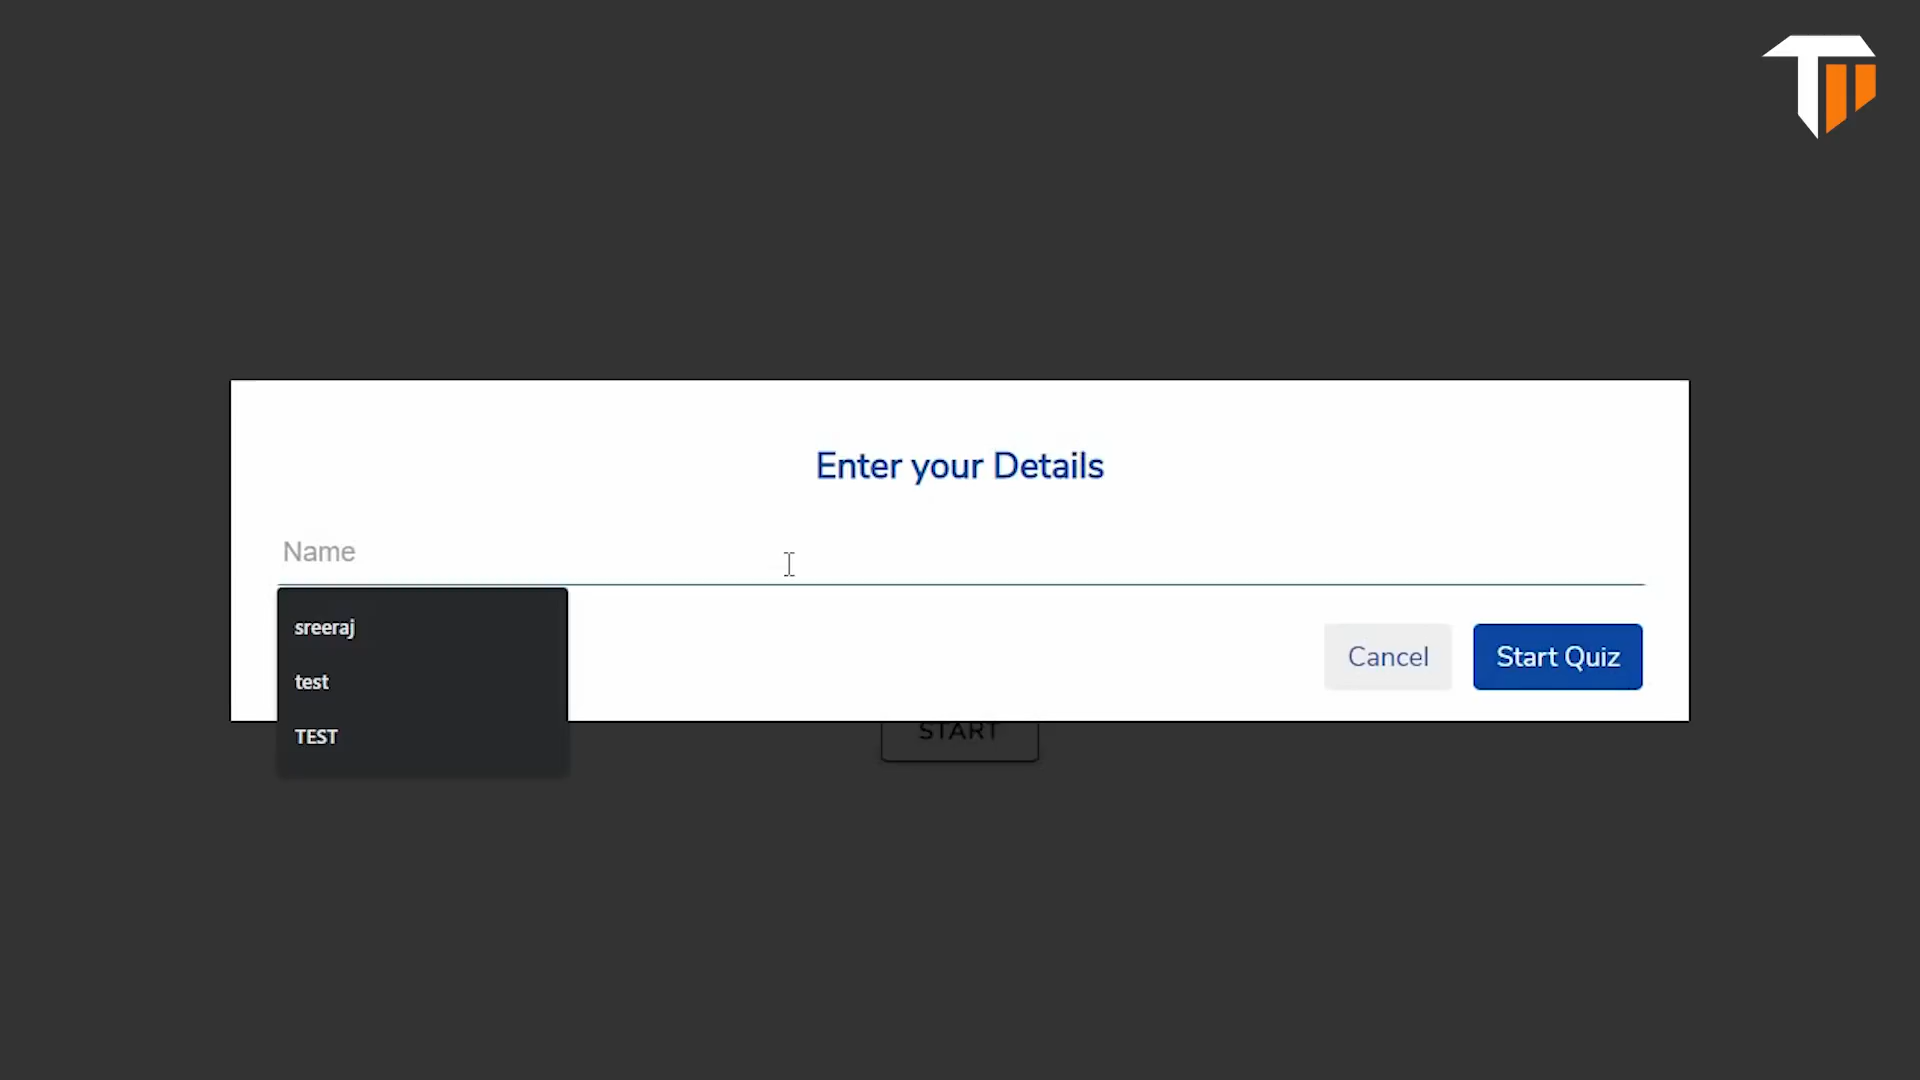 Enter your Details
Name
sreeraj
test
TEST
Cancel
Start Quiz
START